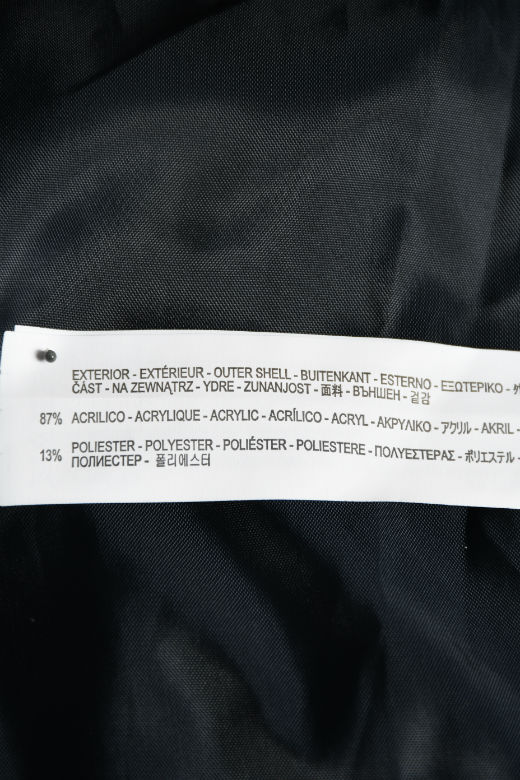 EXTERIOR - EXTÉRIEUR - OUTER SHELL - BUITENKANT - ESTERNO - ΕΞΩΤΕΡΙΚΟ -
ČÁST - NA ZEWNĄTRZ - YDRE - ZUNANJOST - 面料 - ВЪНШЕН - 겉감
87% ACRILICO - ACRYLIQUE - ACRYLIC - ACRÍLICO - ACRYL - ΑΚΡΥΛΙΚΟ - アクリル - AKRIL -
13% POLIESTER - POLYESTER - POLIÉSTER - POLIESTERE - ΠΟΛΥΕΣΤΕΡΑΣ - ポリエステル -
ПОЛИЕСТЕР - 폴리에스터